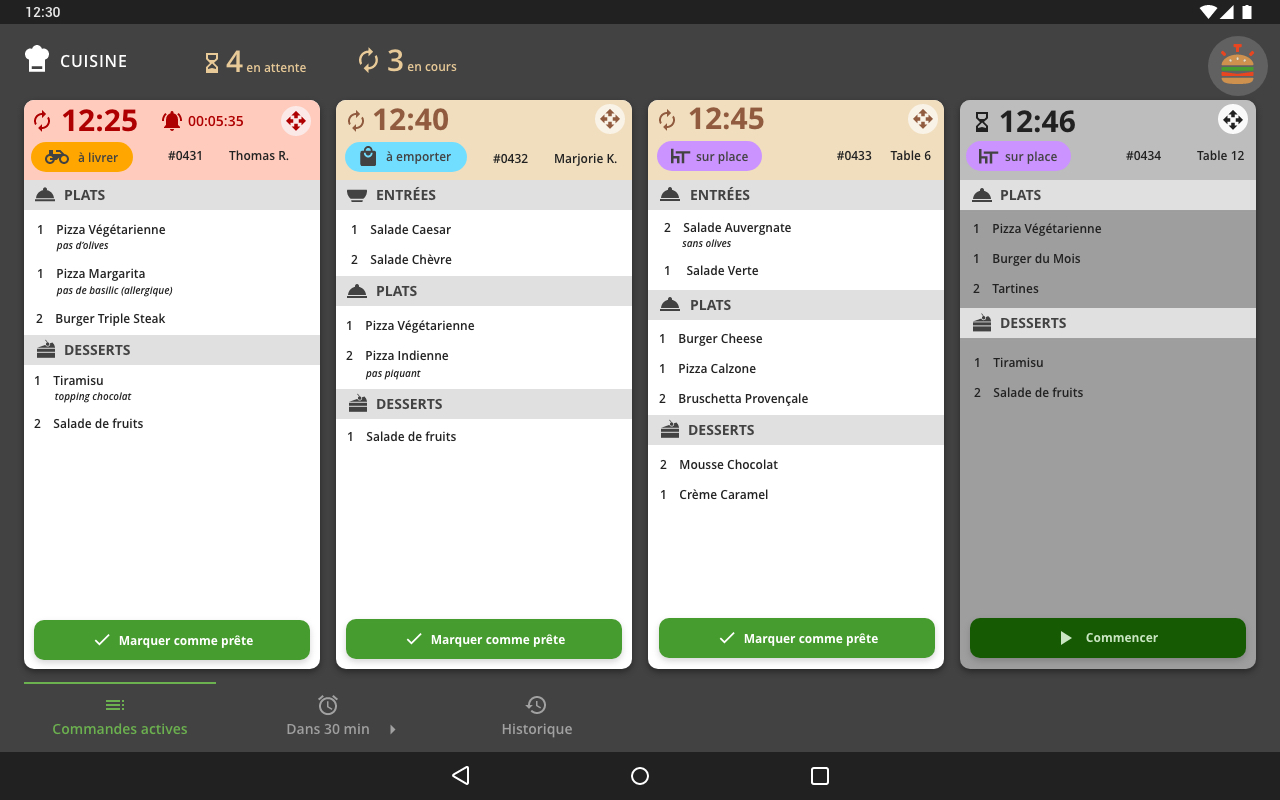 12:30
CUISINE
4 en attente
3 en cours
12:25
00:05:35
à livrer
#0431
Thomas R.
PLATS
1 Pizza Végétarienne
pas d'olives
1 Pizza Margarita
pas de basilic (allergique)
2 Burger Triple Steak
DESSERTS
1 Tiramisu
topping chocolat
2 Salade de fruits
Marquer comme prête
12:40
à emporter
#0432
Marjorie K.
ENTRÉES
1 Salade Caesar
2 Salade Chèvre
PLATS
1 Pizza Végétarienne
2 Pizza Indienne
pas piquant
DESSERTS
1 Salade de fruits
Marquer comme prête
12:45
sur place
#0433
Table 6
ENTRÉES
2 Salade Auvergnate
sans olives
1 Salade Verte
PLATS
1 Burger Cheese
1 Pizza Calzone
2 Bruschetta Provençale
DESSERTS
2 Mousse Chocolat
1 Crème Caramel
Marquer comme prête
12:46
sur place
#0434
Table 12
PLATS
1 Pizza Végétarienne
1 Burger du Mois
2 Tartines
DESSERTS
1 Tiramisu
2 Salade de fruits
Commencer
Commandes actives
Dans 30 min
Historique